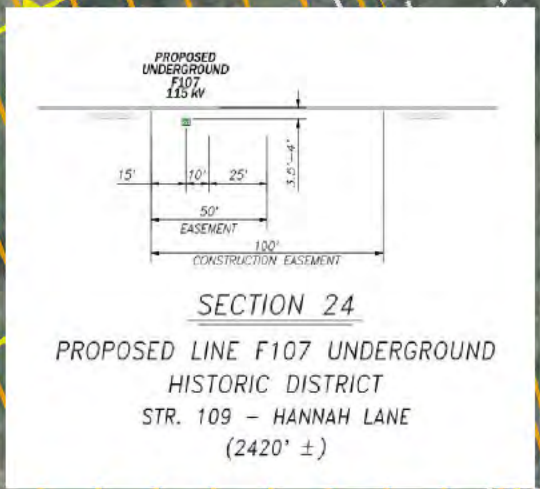 PROPOSED
UNDERGROUND
F107
115 kV
3.5'-4'
15'
10'
25'
50'
EASEMENT
100'
CONSTRUCTION EASEMENT
SECTION 24
PROPOSED LINE F107 UNDERGROUND
HISTORIC DISTRICT
STR. 109 - HANNAH LANE
(2420' ±)